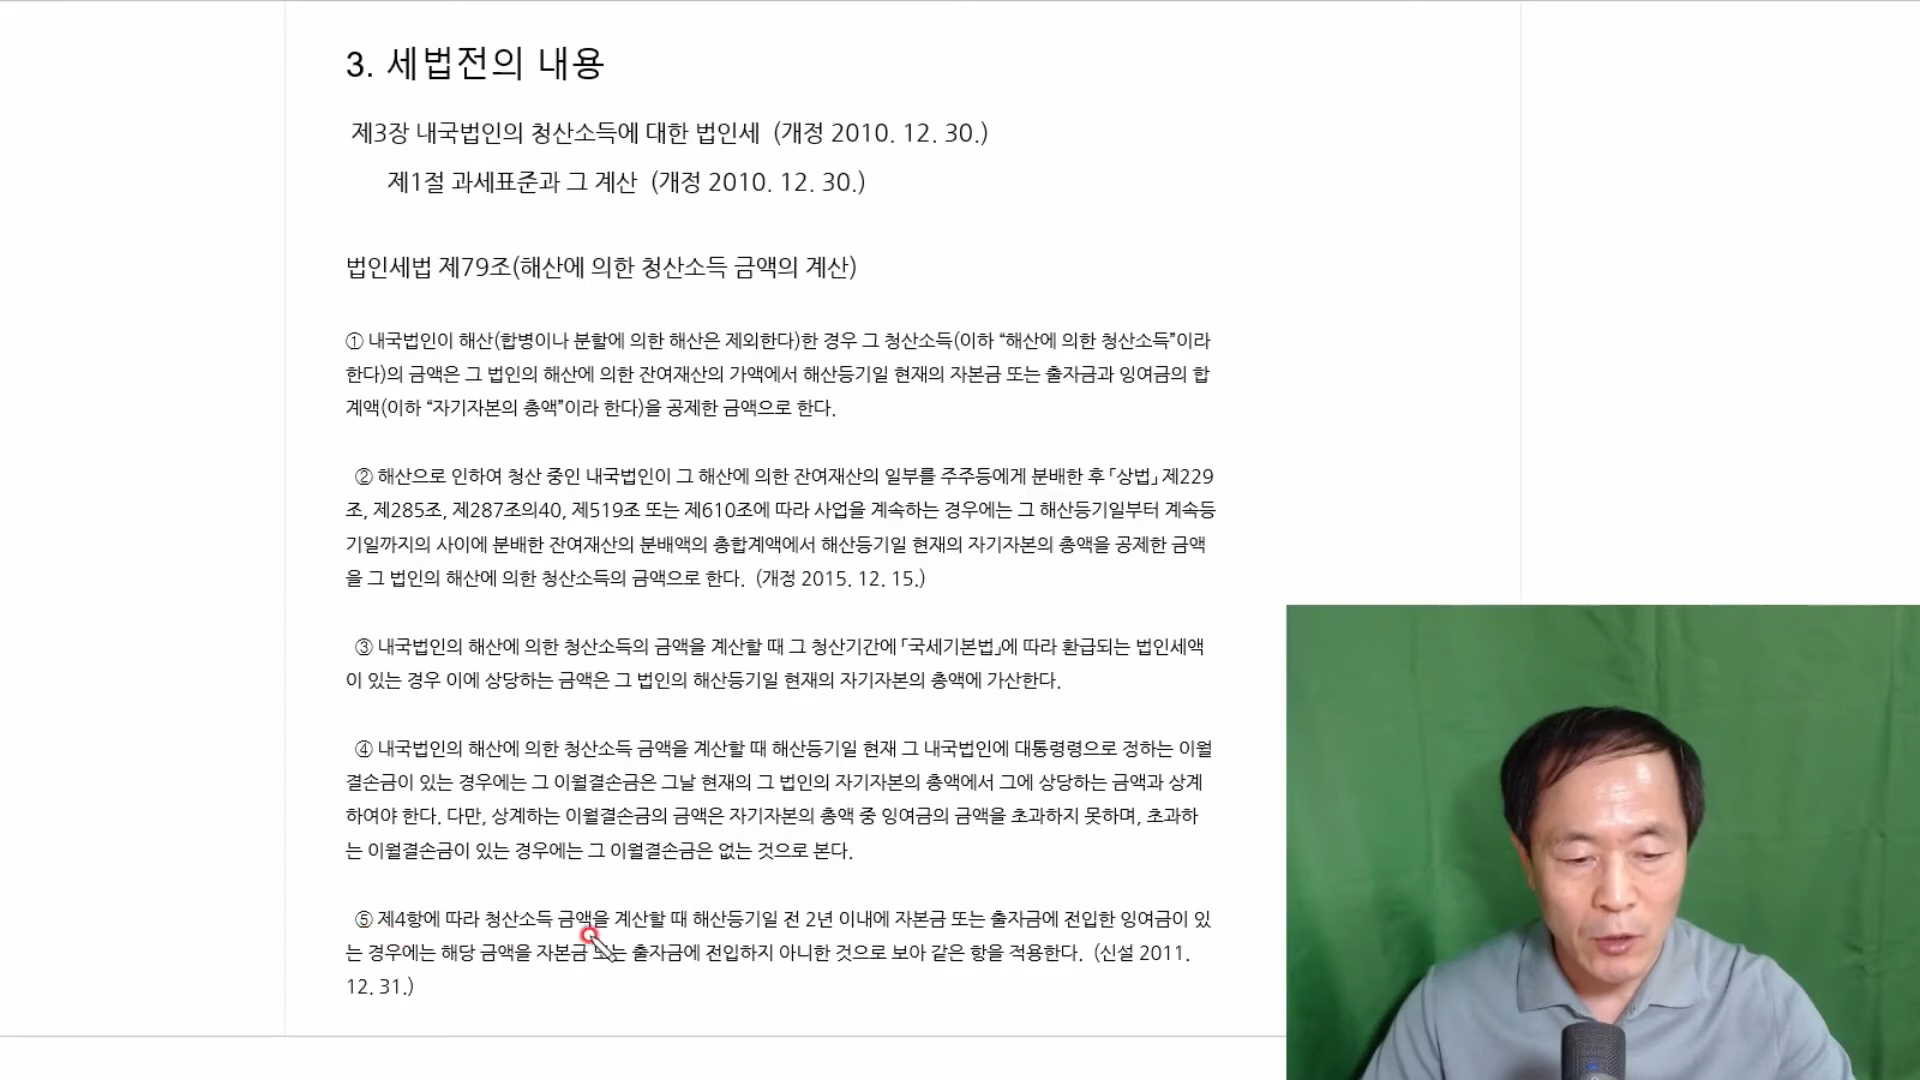 3. 세법전의 내용
제3장 내국법인의 청산소득에 대한 법인세 (개정 2010. 12. 30.)
제1절 과세표준과 그 계산 (개정 2010. 12. 30.)
법인세법 제79조(해산에 의한 청산소득 금액의 계산)
① 내국법인이 해산(합병이나 분할에 의한 해산은 제외한다)한 경우 그 청산소득(이하 “해산에 의한 청산소득”이라
한다)의 금액은 그 법인의 해산에 의한 잔여재산의 가액에서 해산등기일 현재의 자본금 또는 출자금과 잉여금의 합
계액(이하 “자기자본의 총액”이라 한다)을 공제한 금액으로 한다.
② 해산으로 인하여 청산 중인 내국법인이 그 해산에 의한 잔여재산의 일부를 주주등에게 분배한 후 「상법」 제229
조, 제285조, 제287조의40, 제519조 또는 제610조에 따라 사업을 계속하는 경우에는 그 해산등기일부터 계속등
기일까지의 사이에 분배한 잔여재산의 분배액의 총합계액에서 해산등기일 현재의 자기자본의 총액을 공제한 금액
을 그 법인의 해산에 의한 청산소득의 금액으로 한다. (개정 2015. 12. 15.)
③ 내국법인의 해산에 의한 청산소득의 금액을 계산할 때 그 청산기간에 「국세기본법」에 따라 환급되는 법인세액
이 있는 경우 이에 상당하는 금액은 그 법인의 해산등기일 현재의 자기자본의 총액에 가산한다.
④ 내국법인의 해산에 의한 청산소득 금액을 계산할 때 해산등기일 현재 그 내국법인에 대통령령으로 정하는 이월
결손금이 있는 경우에는 그 이월결손금은 그날 현재의 그 법인의 자기자본의 총액에서 그에 상당하는 금액과 상계
하여야 한다. 다만, 상계하는 이월결손금의 금액은 자기자본의 총액 중 잉여금의 금액을 초과하지 못하며, 초과하
는 이월결손금이 있는 경우에는 그 이월결손금은 없는 것으로 본다.
⑤ 제4항에 따라 청산소득 금액을 계산할 때 해산등기일 전 2년 이내에 자본금 또는 출자금에 전입한 잉여금이 있
는 경우에는 해당 금액을 자본금 또는 출자금에 전입하지 아니한 것으로 보아 같은 항을 적용한다. (신설 2011.
12. 31.)